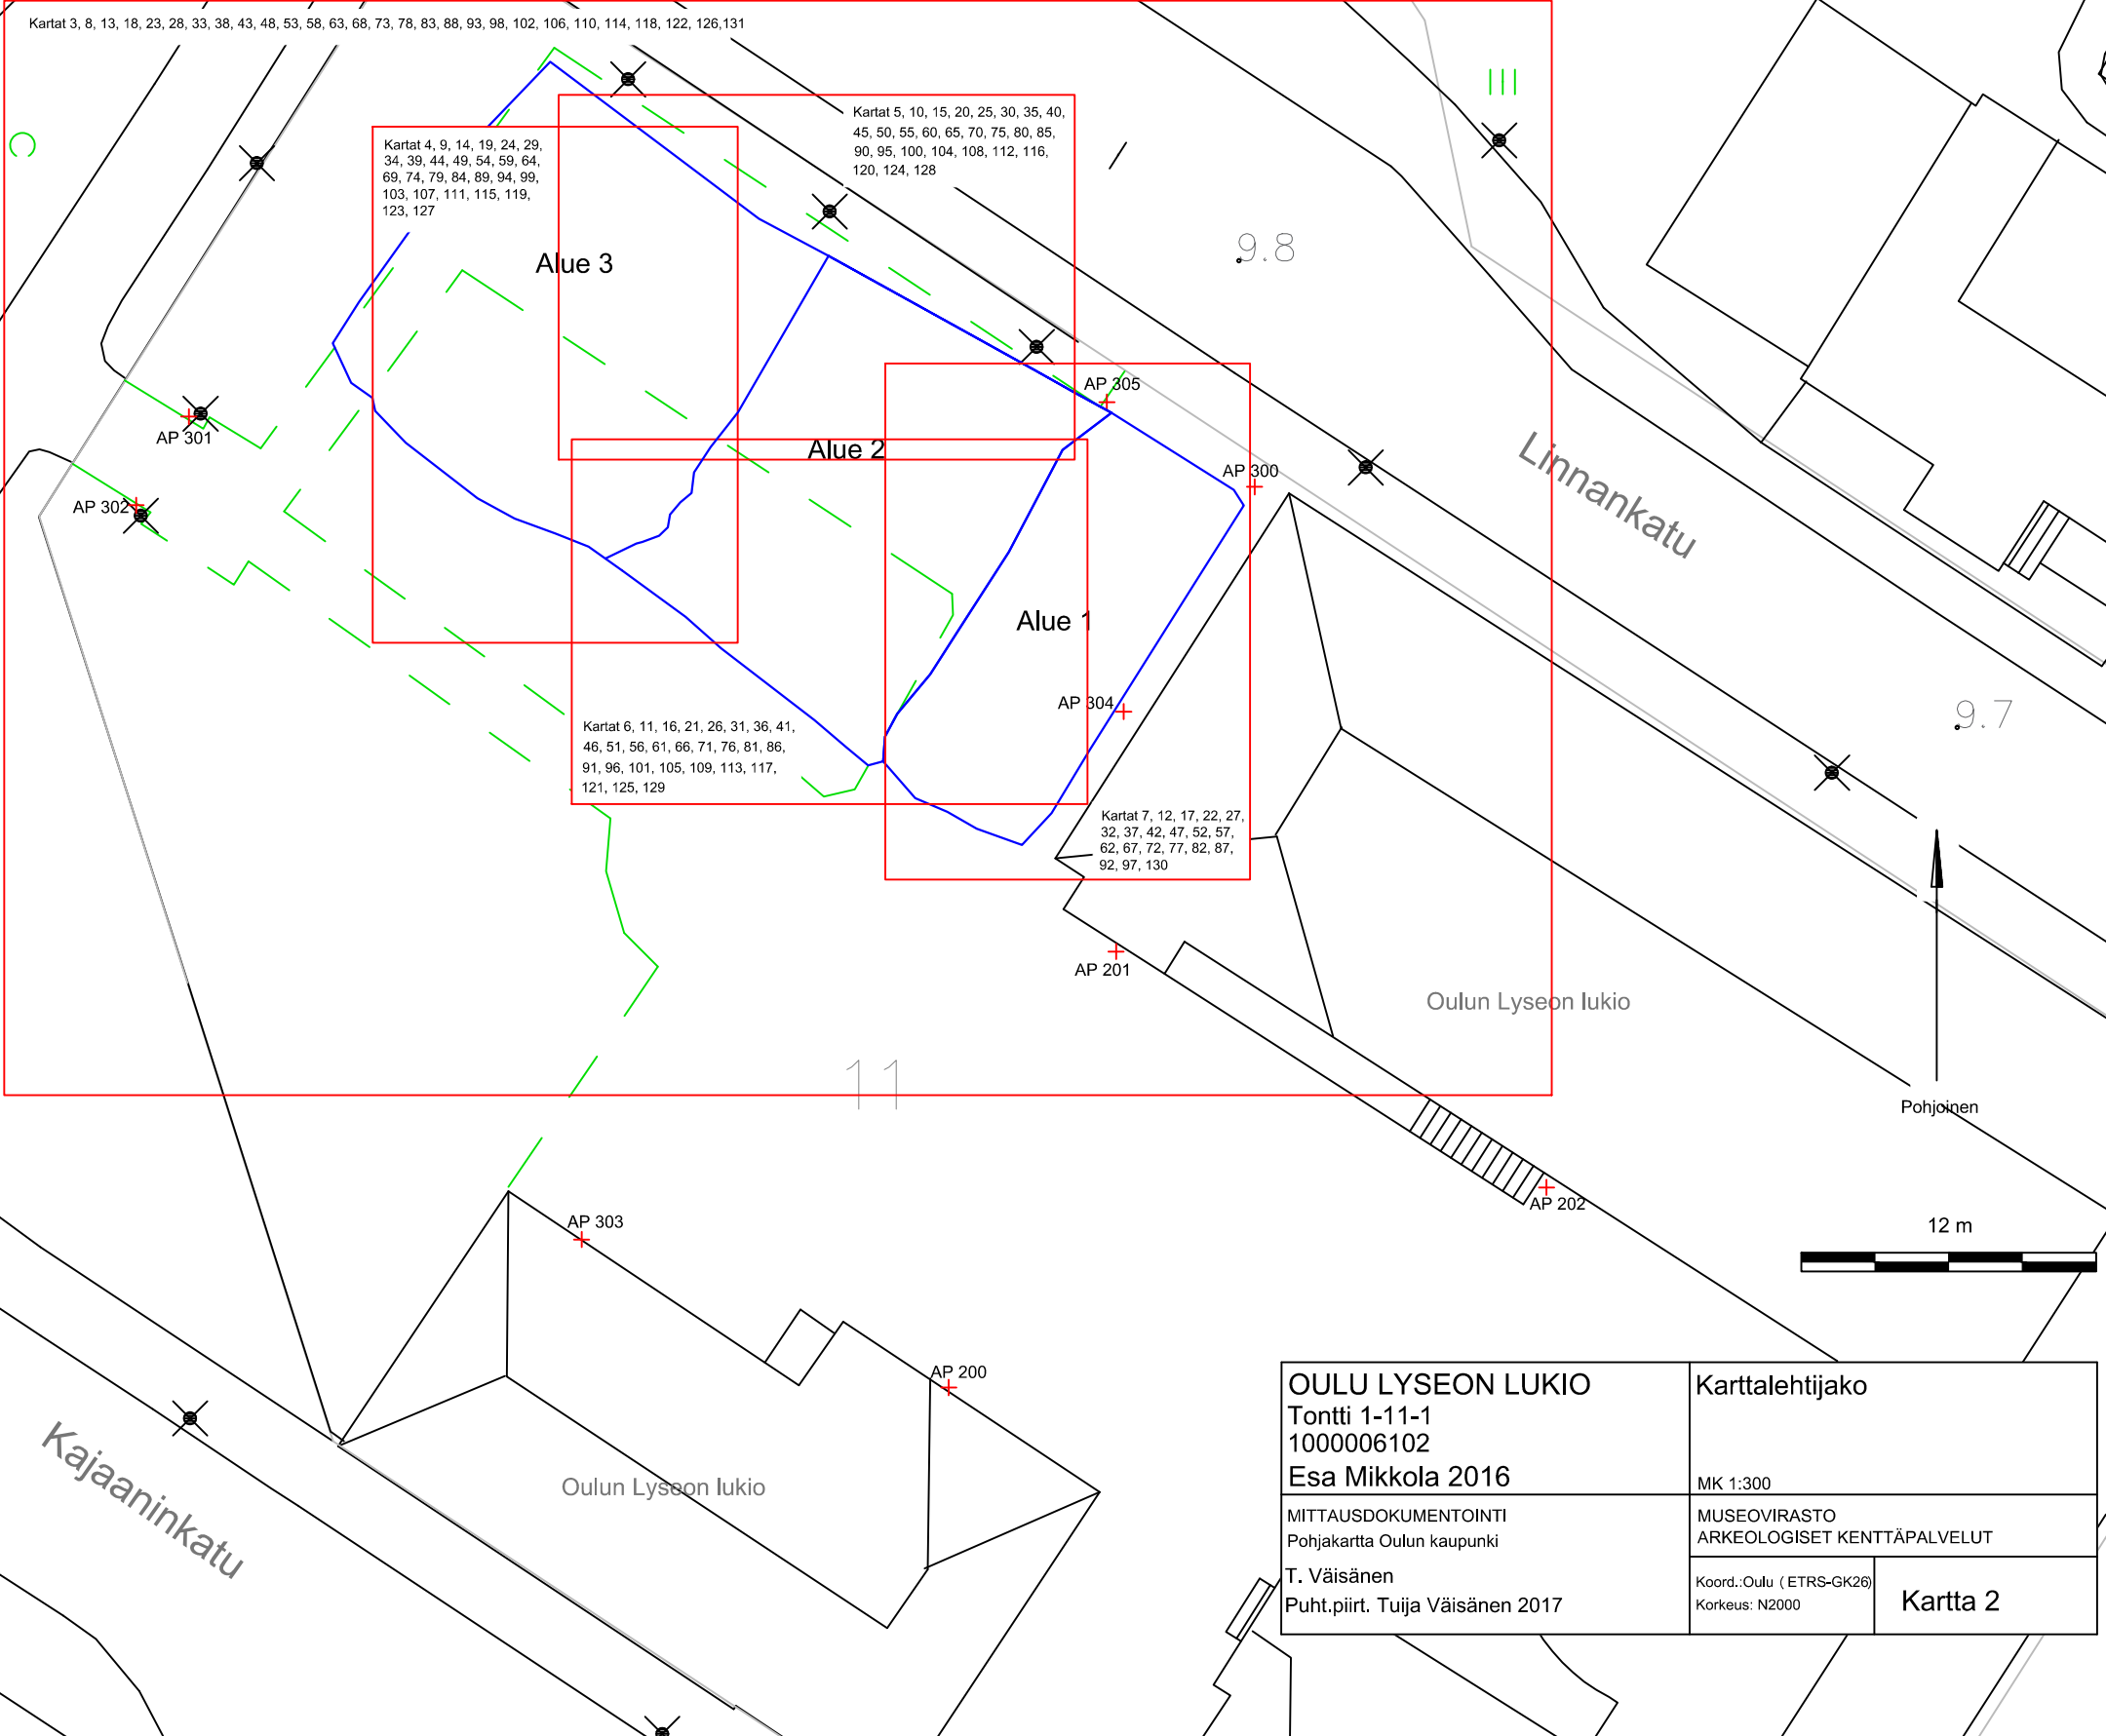 Kartat 3, 8, 13, 18, 23, 28, 33, 38, 43, 48, 53, 58, 63, 68, 73, 78, 83, 88, 93, 98, 102, 106, 110, 114, 118, 122, 126,131
Kartat 5, 10, 15, 20, 25, 30, 35, 40,
45, 50, 55, 60, 65, 70, 75, 80, 85,
90, 95, 100, 104, 108, 112, 116,
120, 124, 128
Kartat 4, 9, 14, 19, 24, 29,
34, 39, 44, 49, 54, 59, 64,
69, 74, 79, 84, 89, 94, 99,
103, 107, 111, 115, 119,
123, 127
III
C
9.8
Alue 3
AP 305
AP 301
Alue 2
AP 300
Linnankatu
AP 302
Alue 1
AP 304
9.7
Kartat 6, 11, 16, 21, 26, 31, 36, 41,
46, 51, 56, 61, 66, 71, 76, 81, 86,
91, 96, 101, 105, 109, 113, 117,
121, 125, 129
Kartat 7, 12, 17, 22, 27,
32, 37, 42, 47, 52, 57,
62, 67, 72, 77, 82, 87,
92, 97, 130
AP 201
Oulun Lyseon lukio
11
Pohjoinen
AP 202
AP 303
12 m
AP 200
Kajaaninkatu
Oulun Lyseon lukio
OULU LYSEON LUKIO
Tontti 1-11-1
1000006102
Esa Mikkola 2016
Karttalehtijako
MK 1:300
MITTAUSDOKUMENTOINTI
Pohjakartta Oulun kaupunki
T. Väisänen
Puht.piirt. Tuija Väisänen 2017
MUSEOVIRASTO
ARKEOLOGISET KENTTÄPALVELUT
Koord.:Oulu ( ETRS-GK26)
Korkeus: N2000
Kartta 2